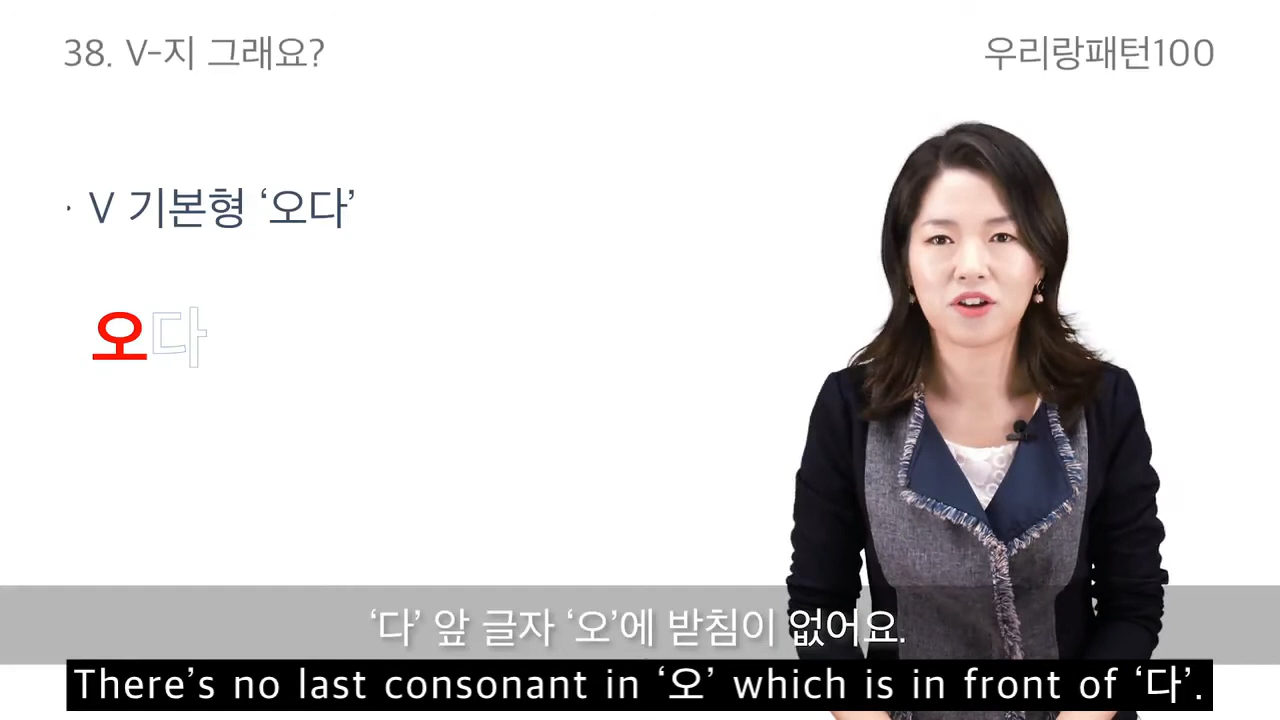 38. V-지 그래요?
우리랑패턴100
· V 기본형 ‘오다’
오다
‘다’ 앞 글자 ‘오’에 받침이 없어요.
There’s no last consonant in ‘오’ which is in front of ‘다’.